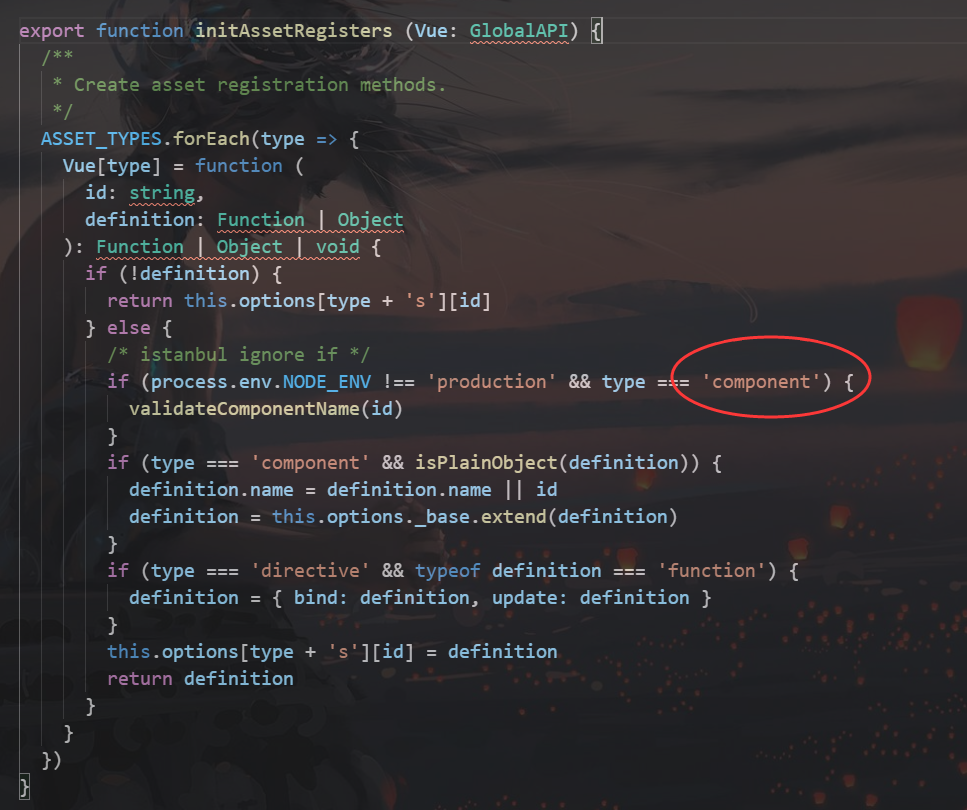 export function initAssetRegisters (Vue: GlobalAPI) {
  /**
   * Create asset registration methods.
   */
  ASSET_TYPES.forEach(type => {
    Vue[type] = function (
      id: string,
      definition: Function | Object
    ): Function | Object | void {
      if (!definition) {
        return this.options[type + 's'][id]
      } else {
        /* istanbul ignore if */
        if (process.env.NODE_ENV !== 'production' && type === 'component') {
          validateComponentName(id)
        }
        if (type === 'component' && isPlainObject(definition)) {
          definition.name = definition.name || id
          definition = this.options._base.extend(definition)
        }
        if (type === 'directive' && typeof definition === 'function') {
          definition = { bind: definition, update: definition }
        }
        this.options[type + 's'][id] = definition
        return definition
      }
    }
  })
}